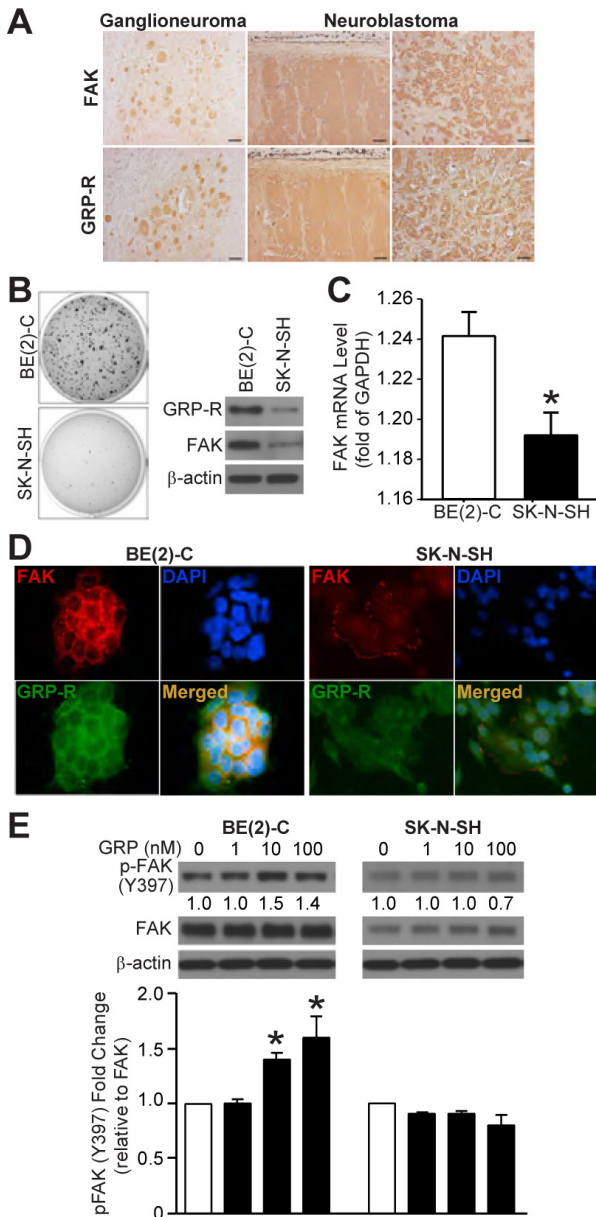 A
Ganglioneuroma Neuroblastoma
FAK
GRP-R
B
BE(2)-C
SK-N-SH
BE(2)-C SK-N-SH
GRP-R
FAK
β-actin
C
FAK mRNA Level
(fold of GAPDH)
1.26
1.24
1.22
1.20
1.18
1.16
*
BE(2)-C SK-N-SH
D
BE(2)-C SK-N-SH
FAK DAPI FAK DAPI
GRP-R Merged GRP-R Merged
E
BE(2)-C SK-N-SH
GRP (nM) 0 1 10 100 0 1 10 100
p-FAK
(Y397)
1.0 1.0 1.5 1.4 1.0 1.0 1.0 0.7
FAK
β-actin
pFAK (Y397) Fold Change
(relative to FAK)
2.0
1.5
1.0
0.5
0
* *